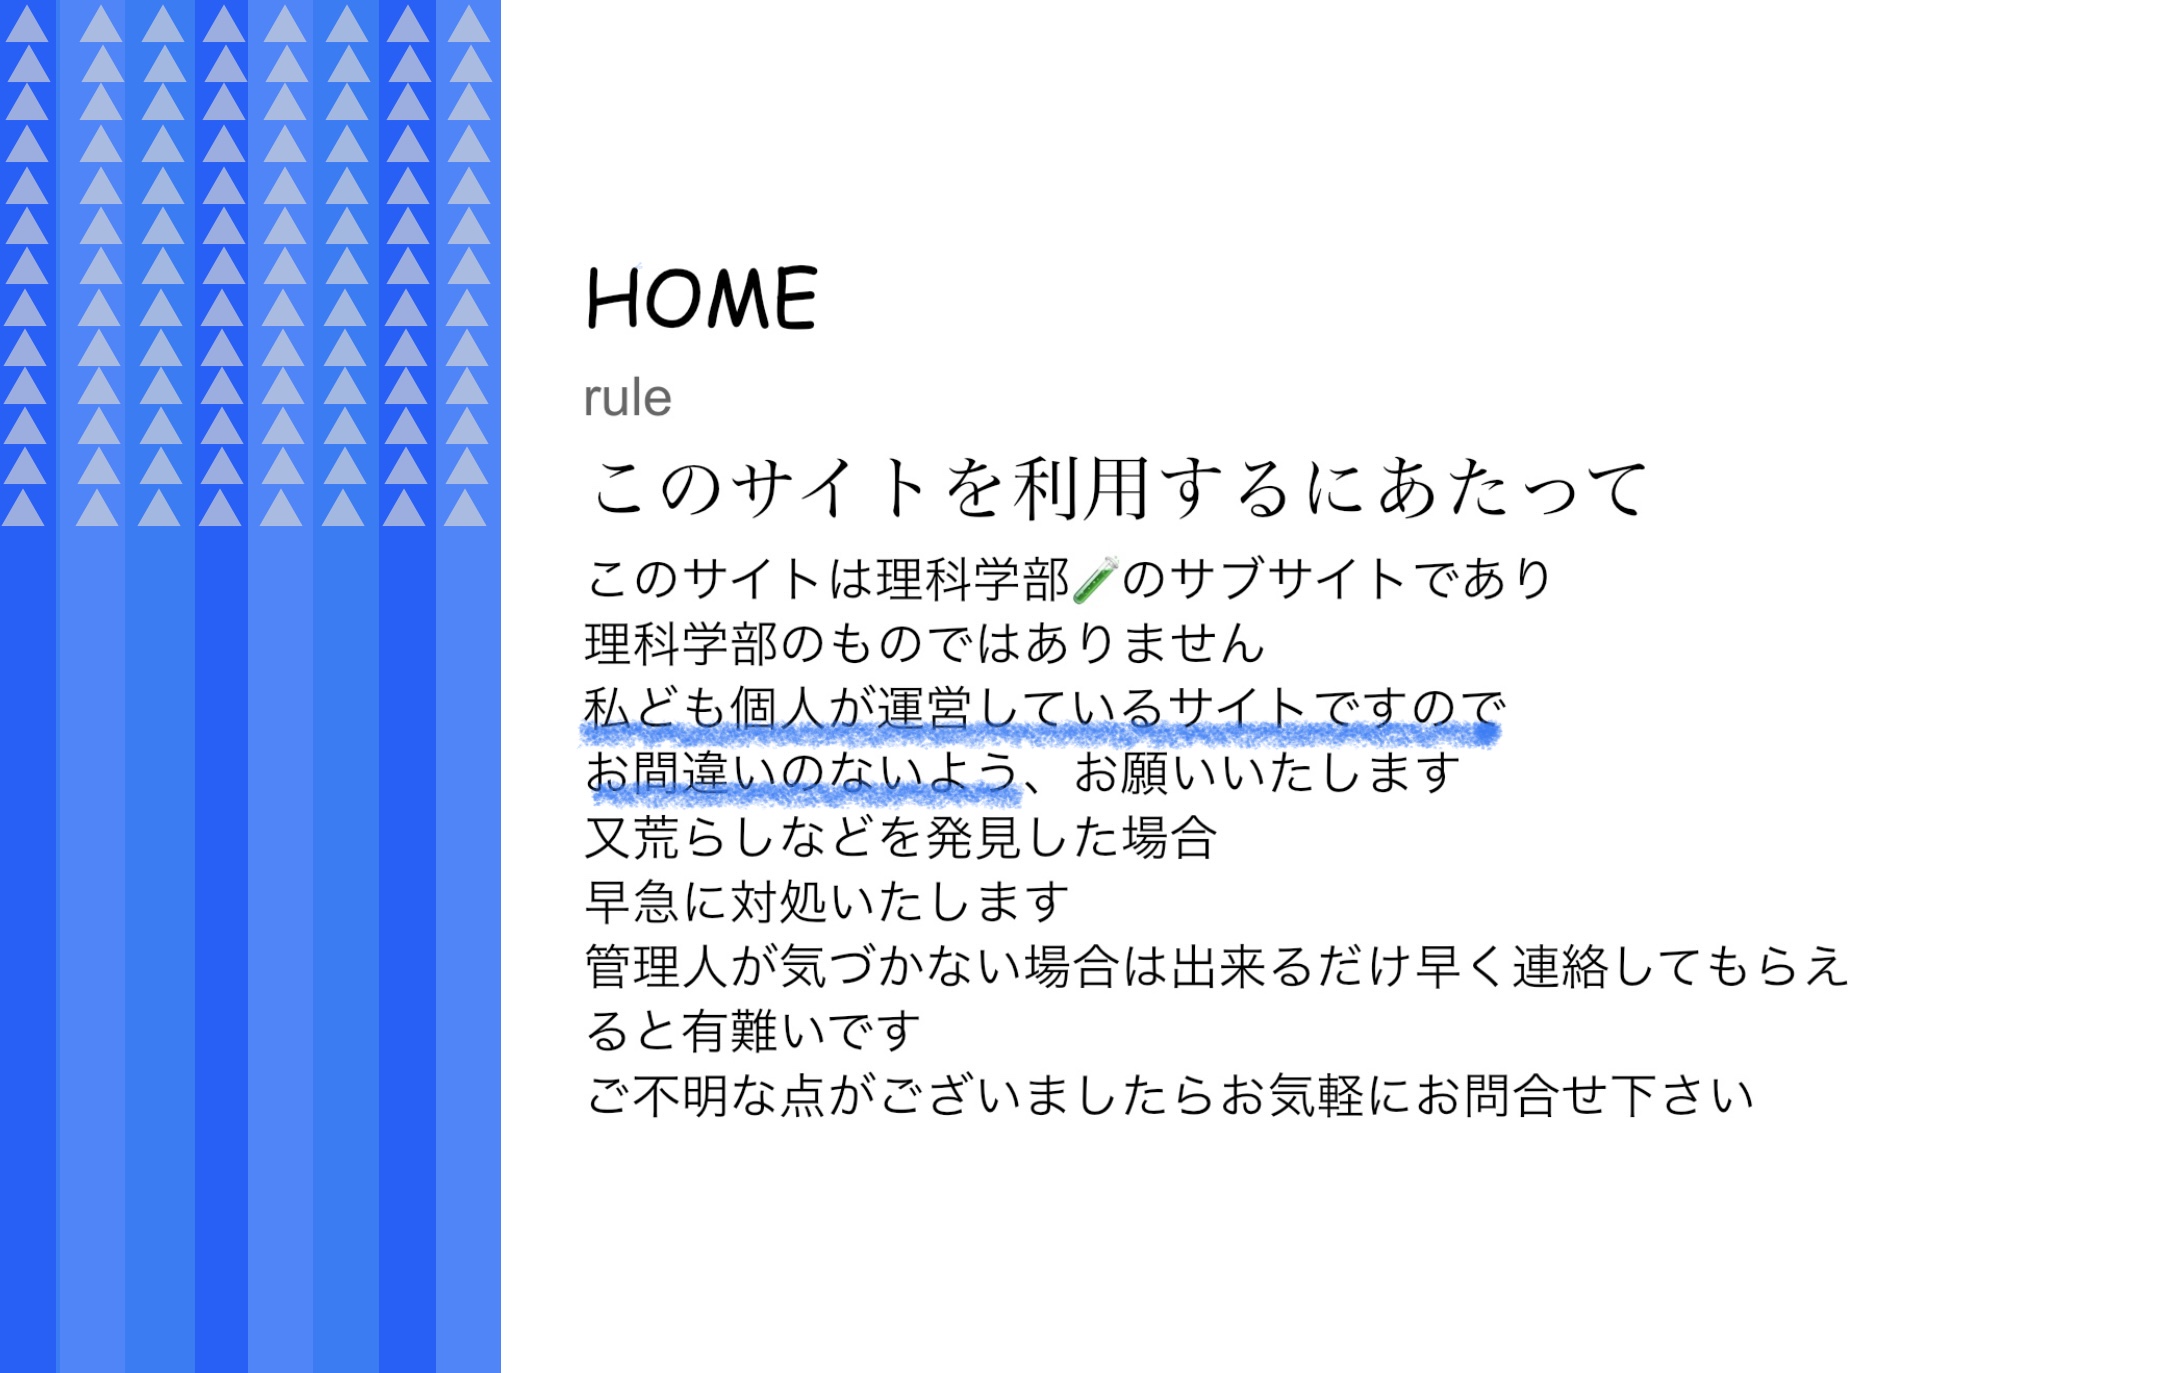 HOME
rule
このサイトを利用するにあたって
このサイトは理科学部🧪のサブサイトであり
理科学部のものではありません
私ども個人が運営しているサイトですので
お間違いのないよう、お願いいたします
又荒らしなどを発見した場合
早急に対処いたします
管理人が気づかない場合は出来るだけ早く連絡してもらえ
ると有難いです
ご不明な点がございましたらお気軽にお問合せ下さい